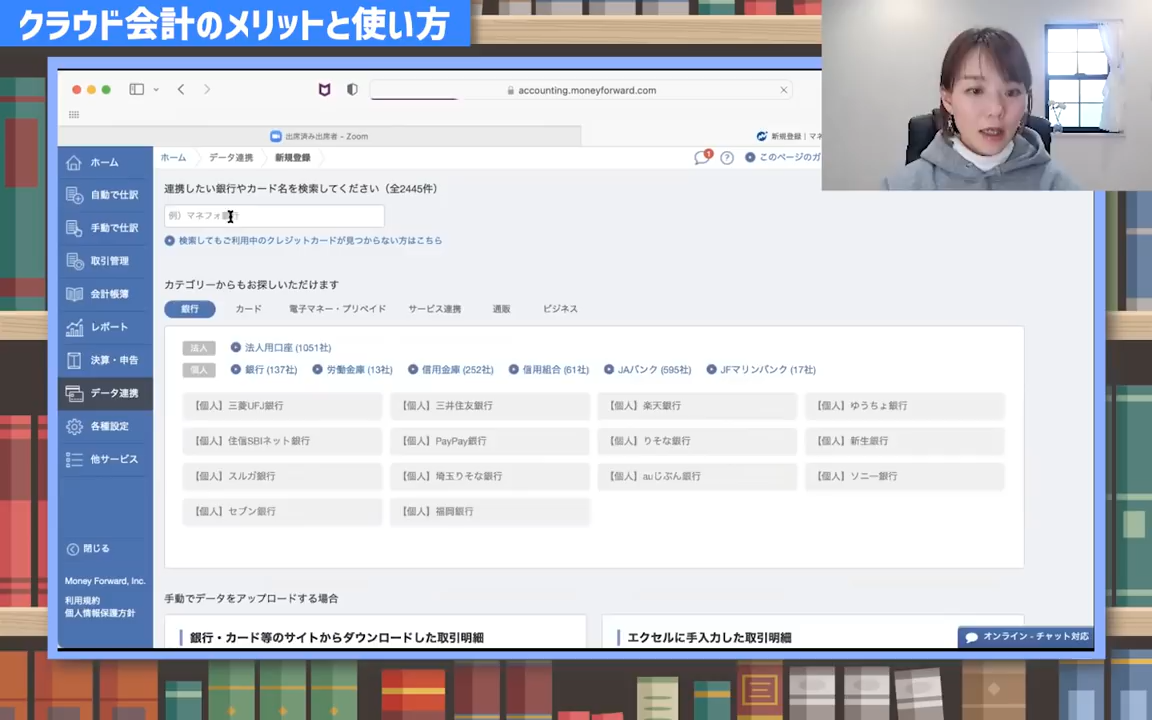 クラウド会計のメリットと使い方
accounting.moneyforward.com
出席済み出席者 - Zoom
新規登録 | マネ
ホーム
自動で仕訳
手動で仕訳
取引管理
会計帳簿
レポート
決算・申告
データ連携
各種設定
他サービス
閉じる
Money Forward, Inc.
利用規約
個人情報保護方針
ホーム データ連携 新規登録
1 ? このページのガ
連携したい銀行やカード名を検索してください（全2445件）
例）マネフォ
検索してもご利用中のクレジットカードが見つからない方はこちら
カテゴリーからもお探しいただけます
銀行 カード 電子マネー・プリペイド サービス連携 通販 ビジネス
法人 法人用口座 (1051社)
個人 銀行 (137社) 労働金庫 (13社) 信用金庫 (252社) 信用組合 (61社) JAバンク (595社) JFマリンバンク (17社)
【個人】三菱UFJ銀行 【個人】三井住友銀行 【個人】楽天銀行 【個人】ゆうちょ銀行
【個人】住信SBIネット銀行 【個人】PayPay銀行 【個人】りそな銀行 【個人】新生銀行
【個人】スルガ銀行 【個人】埼玉りそな銀行 【個人】auじぶん銀行 【個人】ソニー銀行
【個人】セブン銀行 【個人】福岡銀行
手動でデータをアップロードする場合
銀行・カード等のサイトからダウンロードした取引明細 エクセルに手入力した取引明細
オンライン - チャット対応